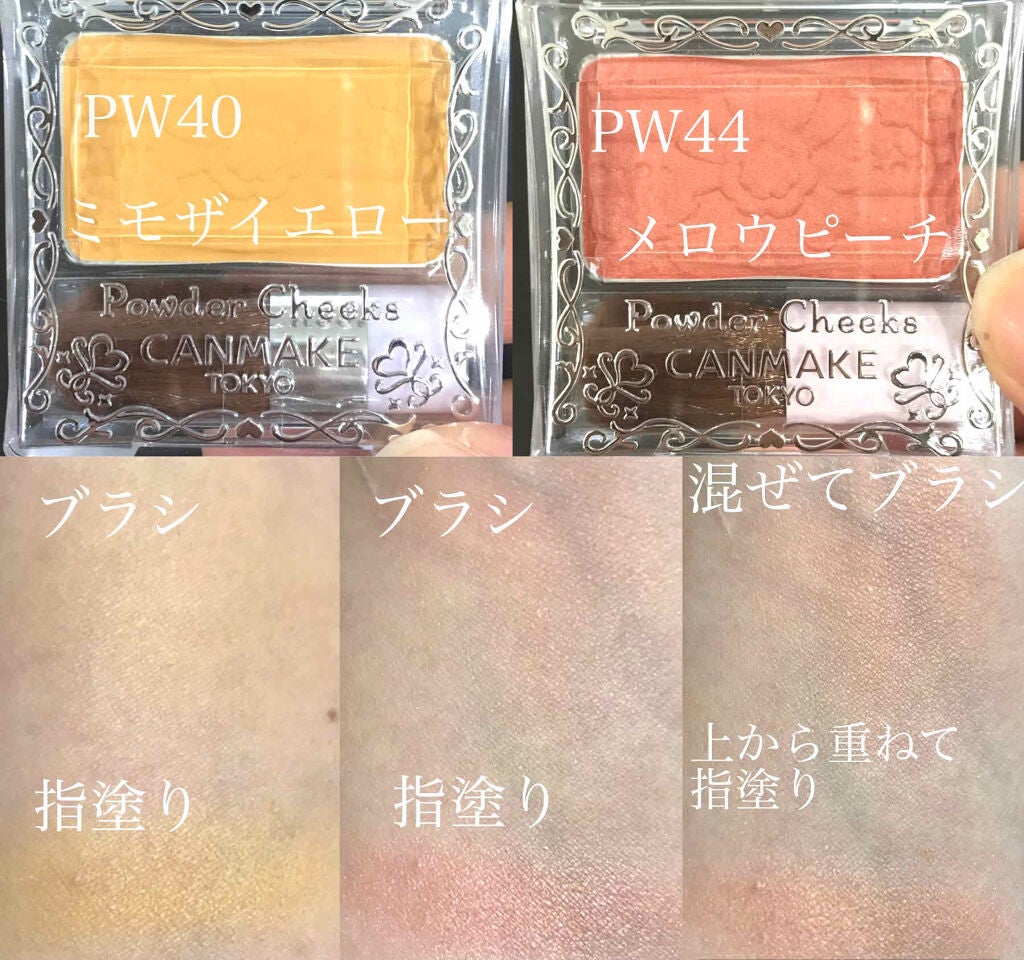 PW40
ミモザイエロー
Powder Cheeks
CANMAKE
TOKYO
PW44
メロウピーチ
Powder Cheeks
CANMAKE
TOKYO
ブラシ
指塗り
ブラシ
指塗り
混ぜてブラシ
上から重ねて
指塗り